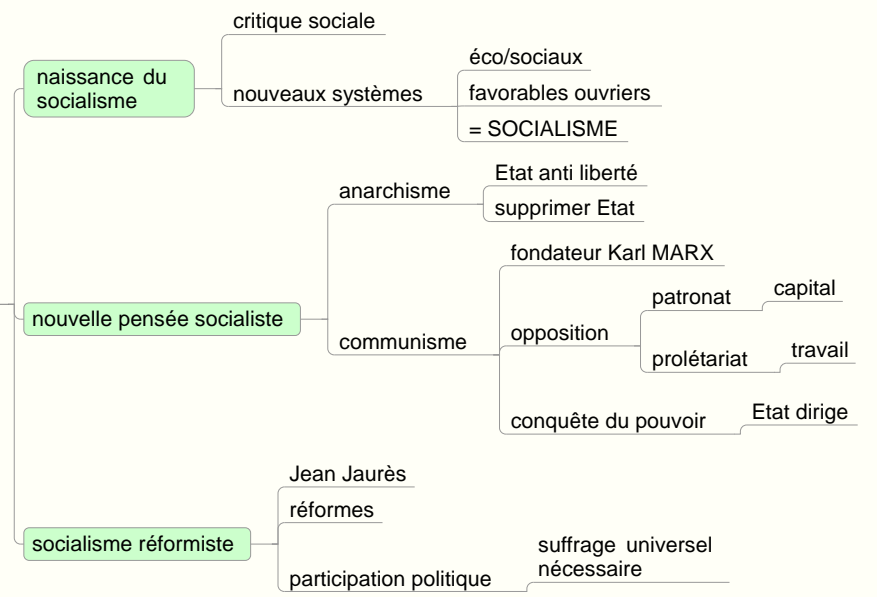 naissance du
socialisme
critique sociale
nouveaux systèmes
éco/sociaux
favorables ouvriers
= SOCIALISME
nouvelle pensée socialiste
anarchisme
Etat anti liberté
supprimer Etat
communisme
fondateur Karl MARX
opposition
patronat
capital
prolétariat
travail
conquête du pouvoir
Etat dirige
socialisme réformiste
Jean Jaurès
réformes
participation politique
suffrage universel
nécessaire